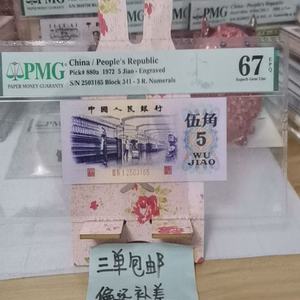 PMG
PAPER MONEY GUARANTY
China / People's Republic
Pick# 880a 1972 5 Jiao - Engraved
S/N 2503165 Block 341 - 3 R. Numerals
67 EPQ
Superb Gem Unc
中国人民银行
伍角
5
WU
JIAO
2503165
三单包邮
偏远补差